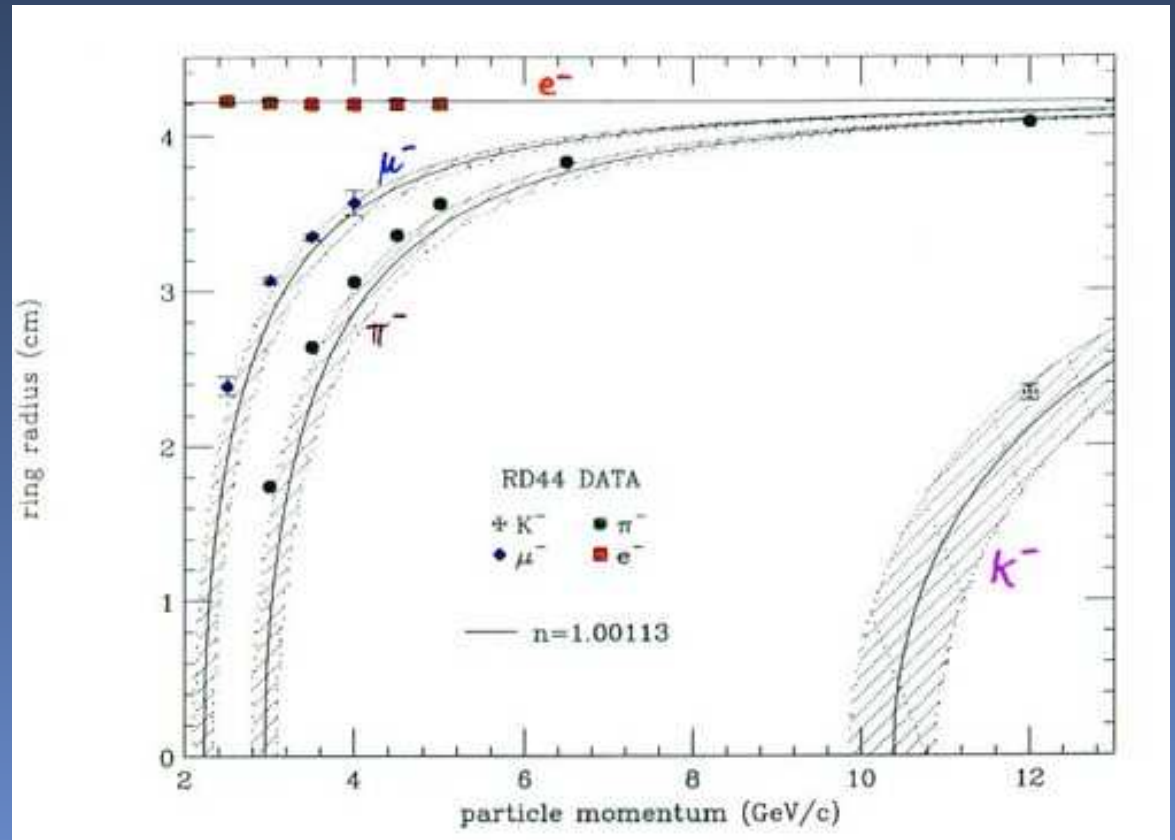 e⁻
4
μ⁻
3
π⁻
ring radius (cm)
2
RD44 DATA
K⁻ π⁻
μ⁻ e⁻
k⁻
1
n=1.00113
0
2 4 6 8 10 12
particle momentum (GeV/c)